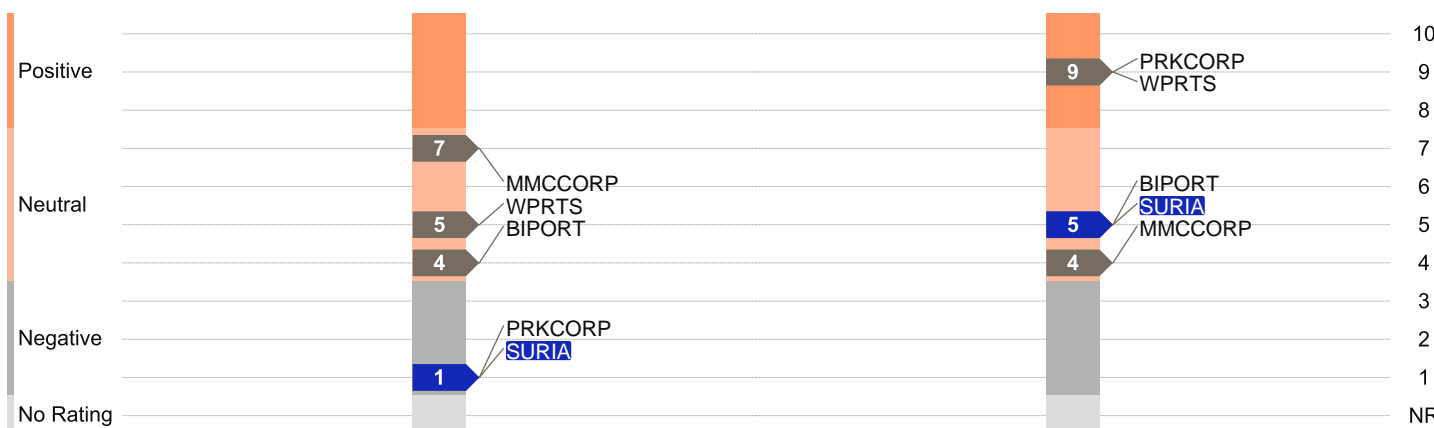 10
Positive
9
PRKCORP
9
WPRTS
8
7
7
MMCCORP
BIPORT
6
Neutral
WPRTS
SURIA
5
5
5
BIPORT
MMCCORP
4
4
4
3
PRKCORP
Negative
2
SURIA
1
1
No Rating
NR